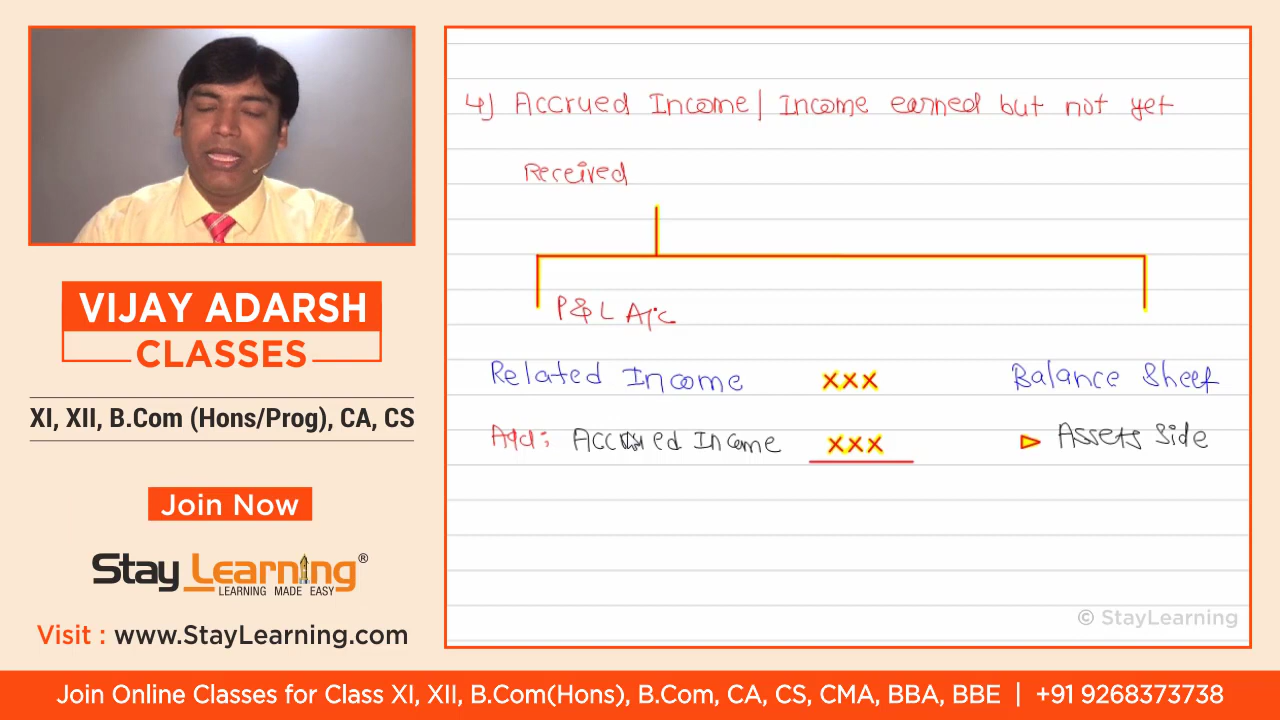 VIJAY ADARSH
CLASSES
XI, XII, B.Com (Hons/Prog), CA, CS
Join Now
Stay Learning®
LEARNING MADE EASY
Visit : www.StayLearning.com
4) Accrued Income/ Income earned but not yet
Received
P&L A/c
Related Income xxx
Balance Sheet
Add: Accrued Income xxx
Assets Side
© StayLearning
Join Online Classes for Class XI, XII, B.Com(Hons), B.Com, CA, CS, CMA, BBA, BBE | +91 9268373738